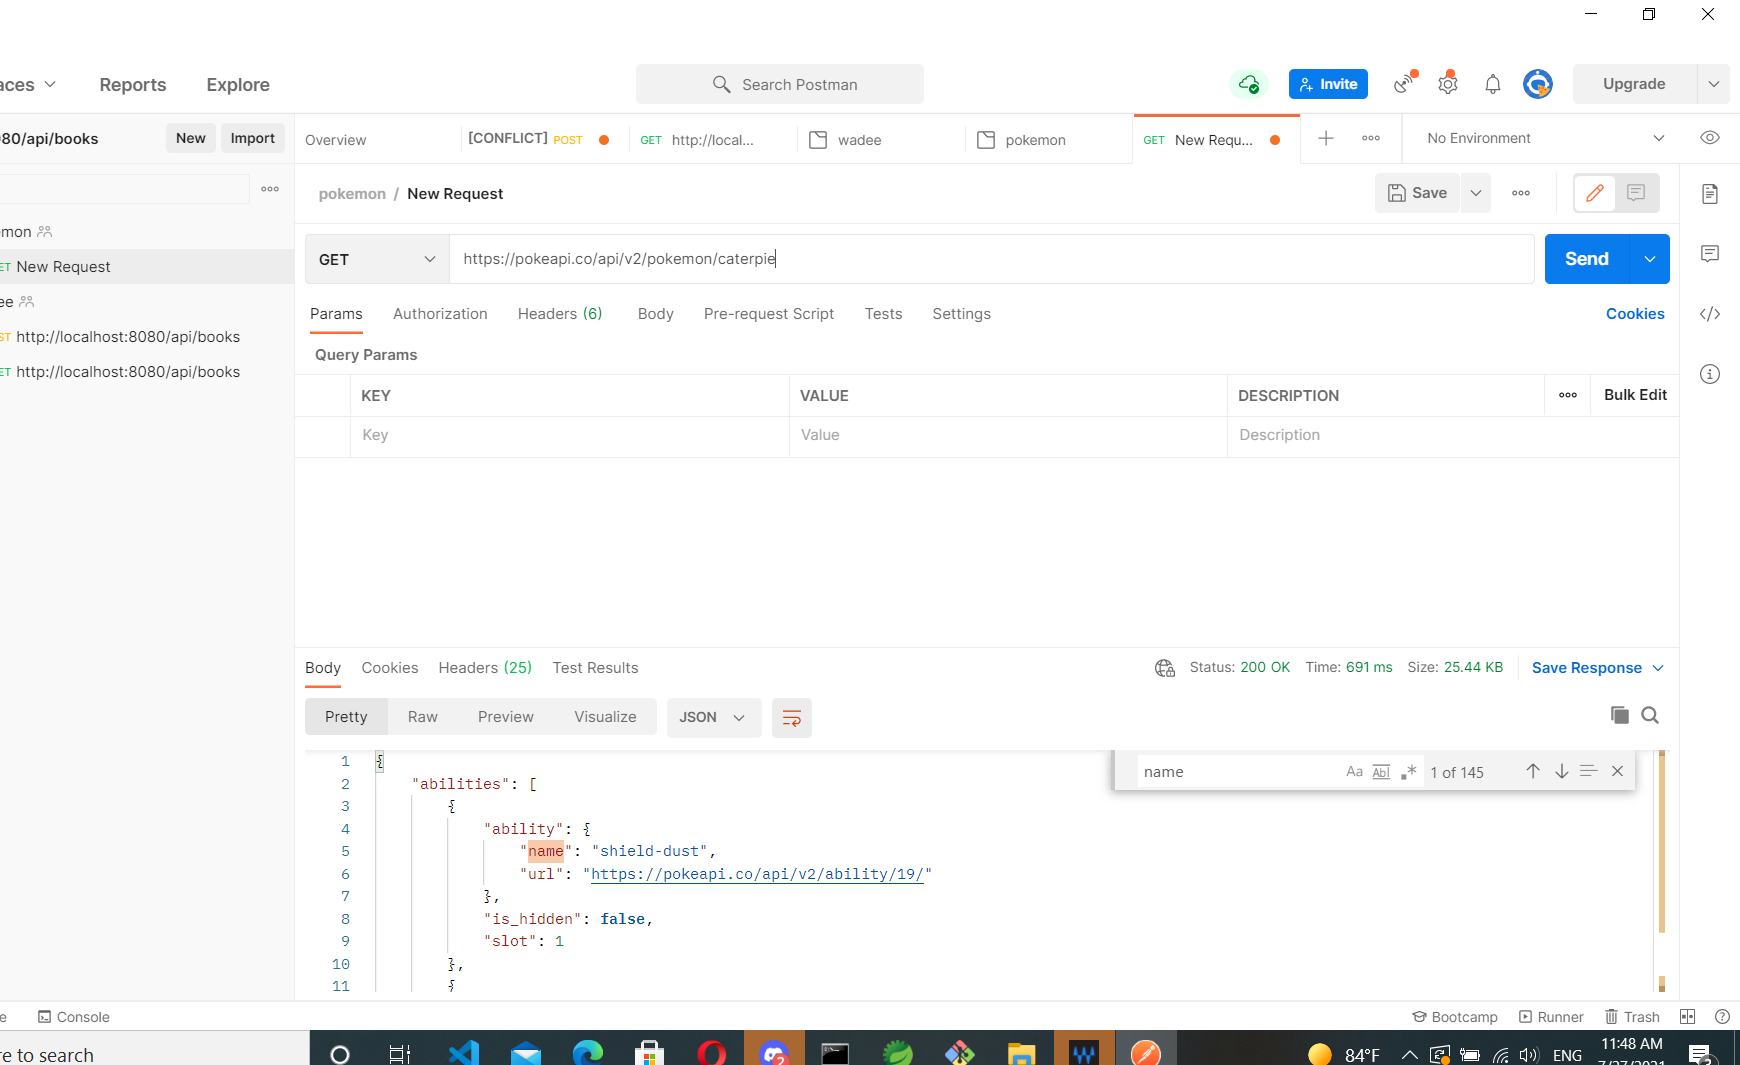 aces Reports Explore Search Postman Invite Upgrade
80/api/books New Import Overview [CONFLICT] POST GET http://local... wadee pokemon GET New Requ... No Environment
pokemon / New Request Save
mon
GET https://pokeapi.co/api/v2/pokemon/caterpie Send
ET New Request
ee
ST http://localhost:8080/api/books
ET http://localhost:8080/api/books
Params Authorization Headers (6) Body Pre-request Script Tests Settings Cookies
Query Params
KEY VALUE DESCRIPTION Bulk Edit
Key Value Description
Body Cookies Headers (25) Test Results Status: 200 OK Time: 691 ms Size: 25.44 KB Save Response
Pretty Raw Preview Visualize JSON
name Aa Abl .* 1 of 145
1 {
2 "abilities": [
3 {
4 "ability": {
5 "name": "shield-dust",
6 "url": "https://pokeapi.co/api/v2/ability/19/"
7 },
8 "is_hidden": false,
9 "slot": 1
10 },
11 {
e Console Bootcamp Runner Trash
re to search 2 W 84°F ENG 11:48 AM
7/27/2021